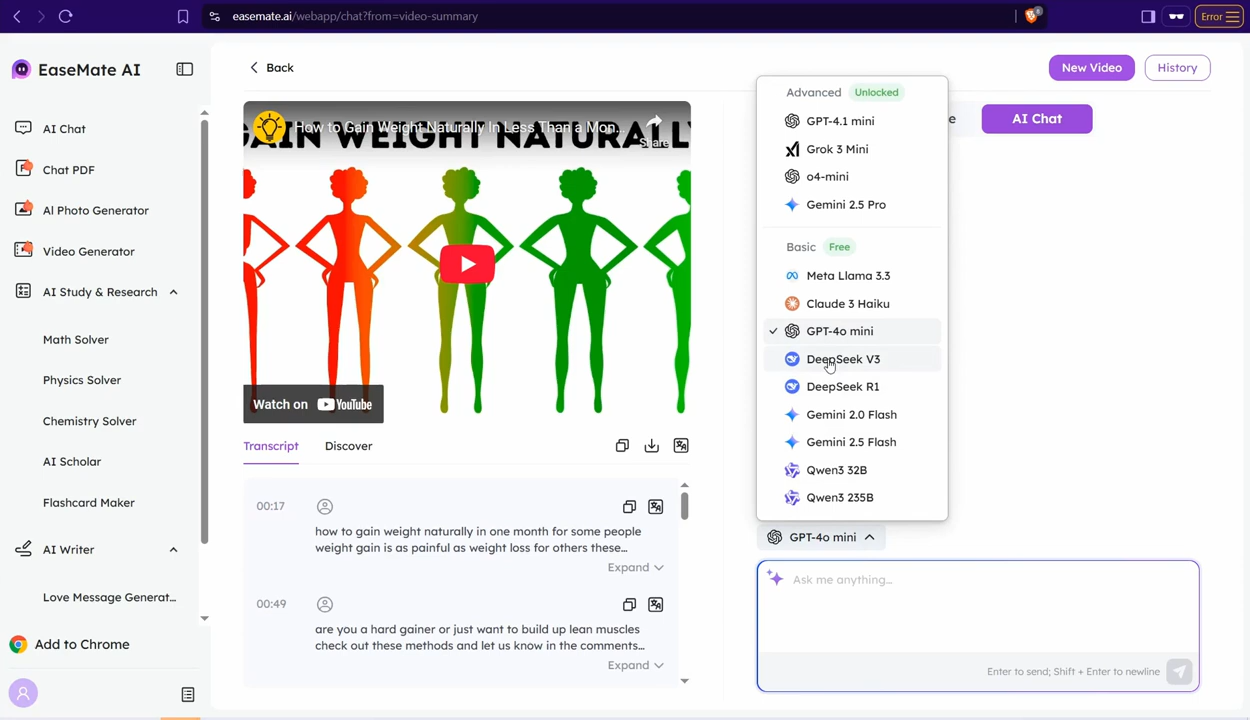 easemate.ai/webapp/chat?from=video-summary
6
Error
EaseMate AI
AI Chat
Chat PDF
AI Photo Generator
Video Generator
AI Study & Research
Math Solver
Physics Solver
Chemistry Solver
AI Scholar
Flashcard Maker
AI Writer
Love Message Generat...
Add to Chrome
Back
New Video
History
How to Gain Weight Naturally In Less Than a Mon...
Share
GAIN WEIGHT NATURALLY
Watch on YouTube
Transcript
Discover
00:17
how to gain weight naturally in one month for some people
weight gain is as painful as weight loss for others these...
Expand
00:49
are you a hard gainer or just want to build up lean muscles
check out these methods and let us know in the comments...
Expand
e
AI Chat
Advanced Unlocked
GPT-4.1 mini
Grok 3 Mini
o4-mini
Gemini 2.5 Pro
Basic Free
Meta Llama 3.3
Claude 3 Haiku
GPT-4o mini
DeepSeek V3
DeepSeek R1
Gemini 2.0 Flash
Gemini 2.5 Flash
Qwen3 32B
Qwen3 235B
GPT-4o mini
Ask me anything...
Enter to send; Shift + Enter to newline